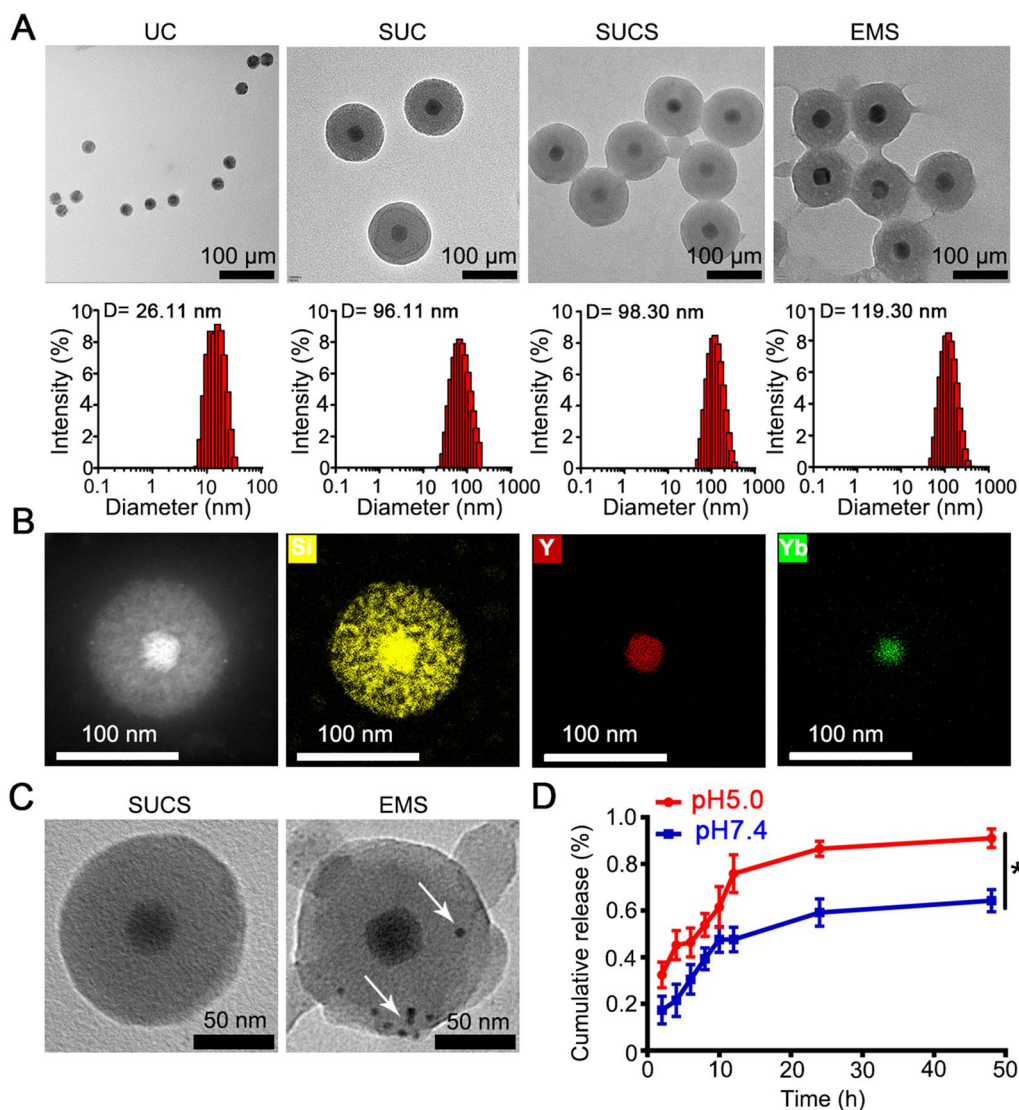 A
UC
SUC
SUCS
EMS
100 µm
100 µm
100 µm
100 µm
Intensity (%)
10
8
6
4
2
0
D= 26.11 nm
0.1 1 10 100
Diameter (nm)
Intensity (%)
10
8
6
4
2
0
D= 96.11 nm
0.1 1 10 100 1000
Diameter (nm)
Intensity (%)
10
8
6
4
2
0
D= 98.30 nm
0.1 1 10 100 1000
Diameter (nm)
Intensity (%)
10
8
6
4
2
0
D= 119.30 nm
0.1 1 10 100 1000
Diameter (nm)
B
Si
Y
Yb
100 nm
100 nm
100 nm
100 nm
C
SUCS
EMS
50 nm
50 nm
D
pH5.0
pH7.4
Cumulative release (%)
1.0
0.8
0.6
0.4
0.2
0
0 10 20 30 40 50
Time (h)
*